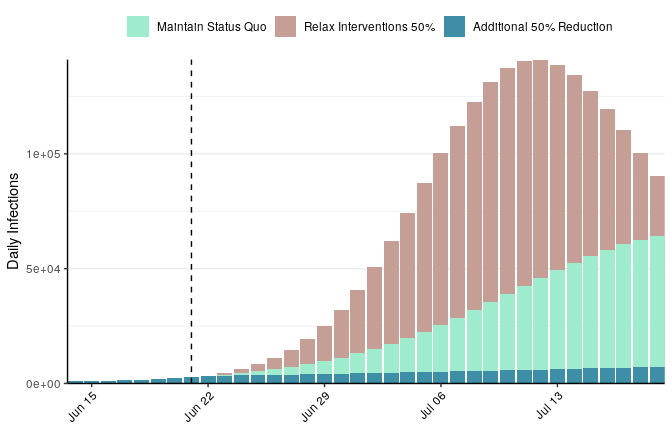 Maintain Status Quo Relax Interventions 50% Additional 50% Reduction
Daily Infections
1e+05
5e+04
0e+00
Jun 15 Jun 22 Jun 29 Jul 06 Jul 13